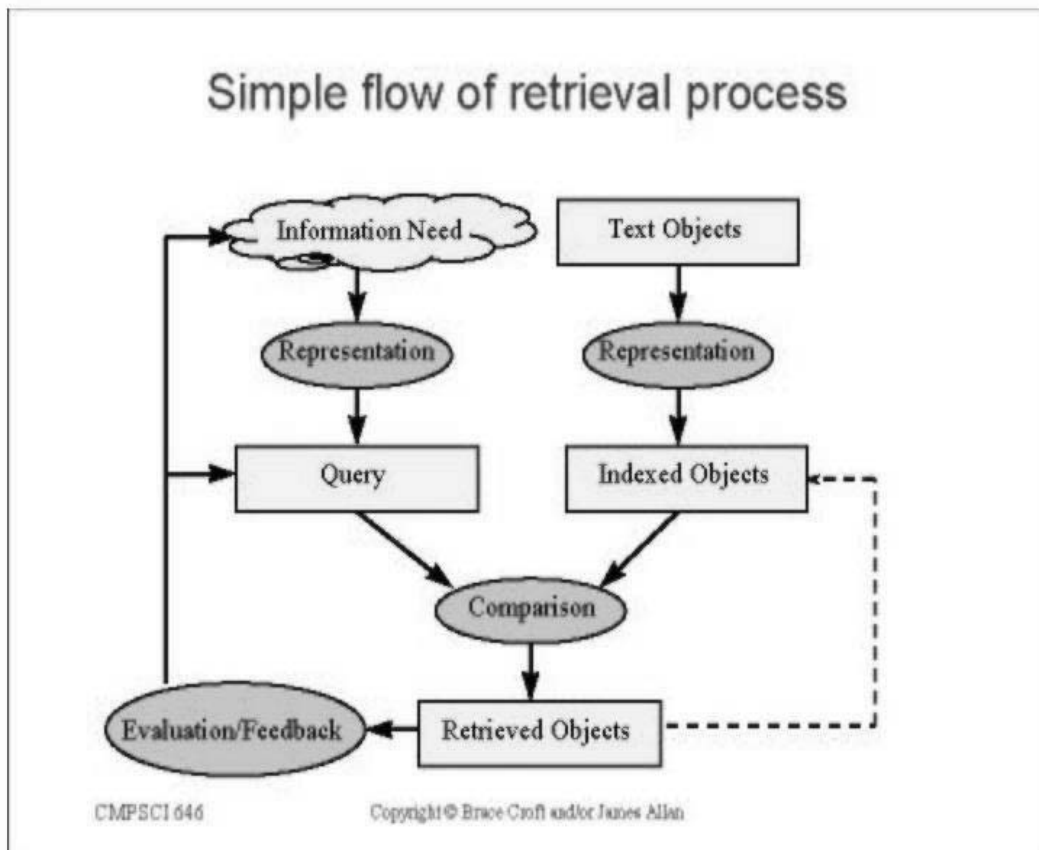 Simple flow of retrieval process
Information Need
Text Objects
Representation
Representation
Query
Indexed Objects
Comparison
Evaluation/Feedback
Retrieved Objects
CMPSCI 646
Copyright © Bruce Croft and/or James Allan